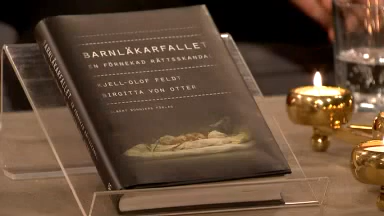 BARNLÄKARFALLET
EN FÖRNEKAD RÄTTSSKANDAL
KJELL-OLOF FELDT
BIRGITTA VON OTTER